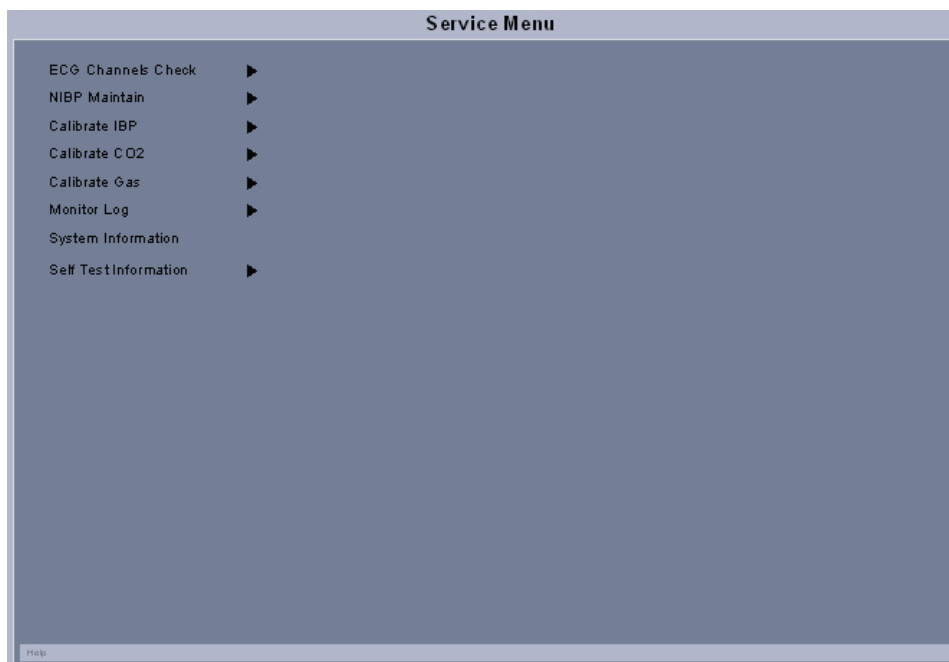 Service Menu
ECG Channels Check
NIBP Maintain
Calibrate IBP
Calibrate CO2
Calibrate Gas
Monitor Log
System Information
Self Test Information
Help